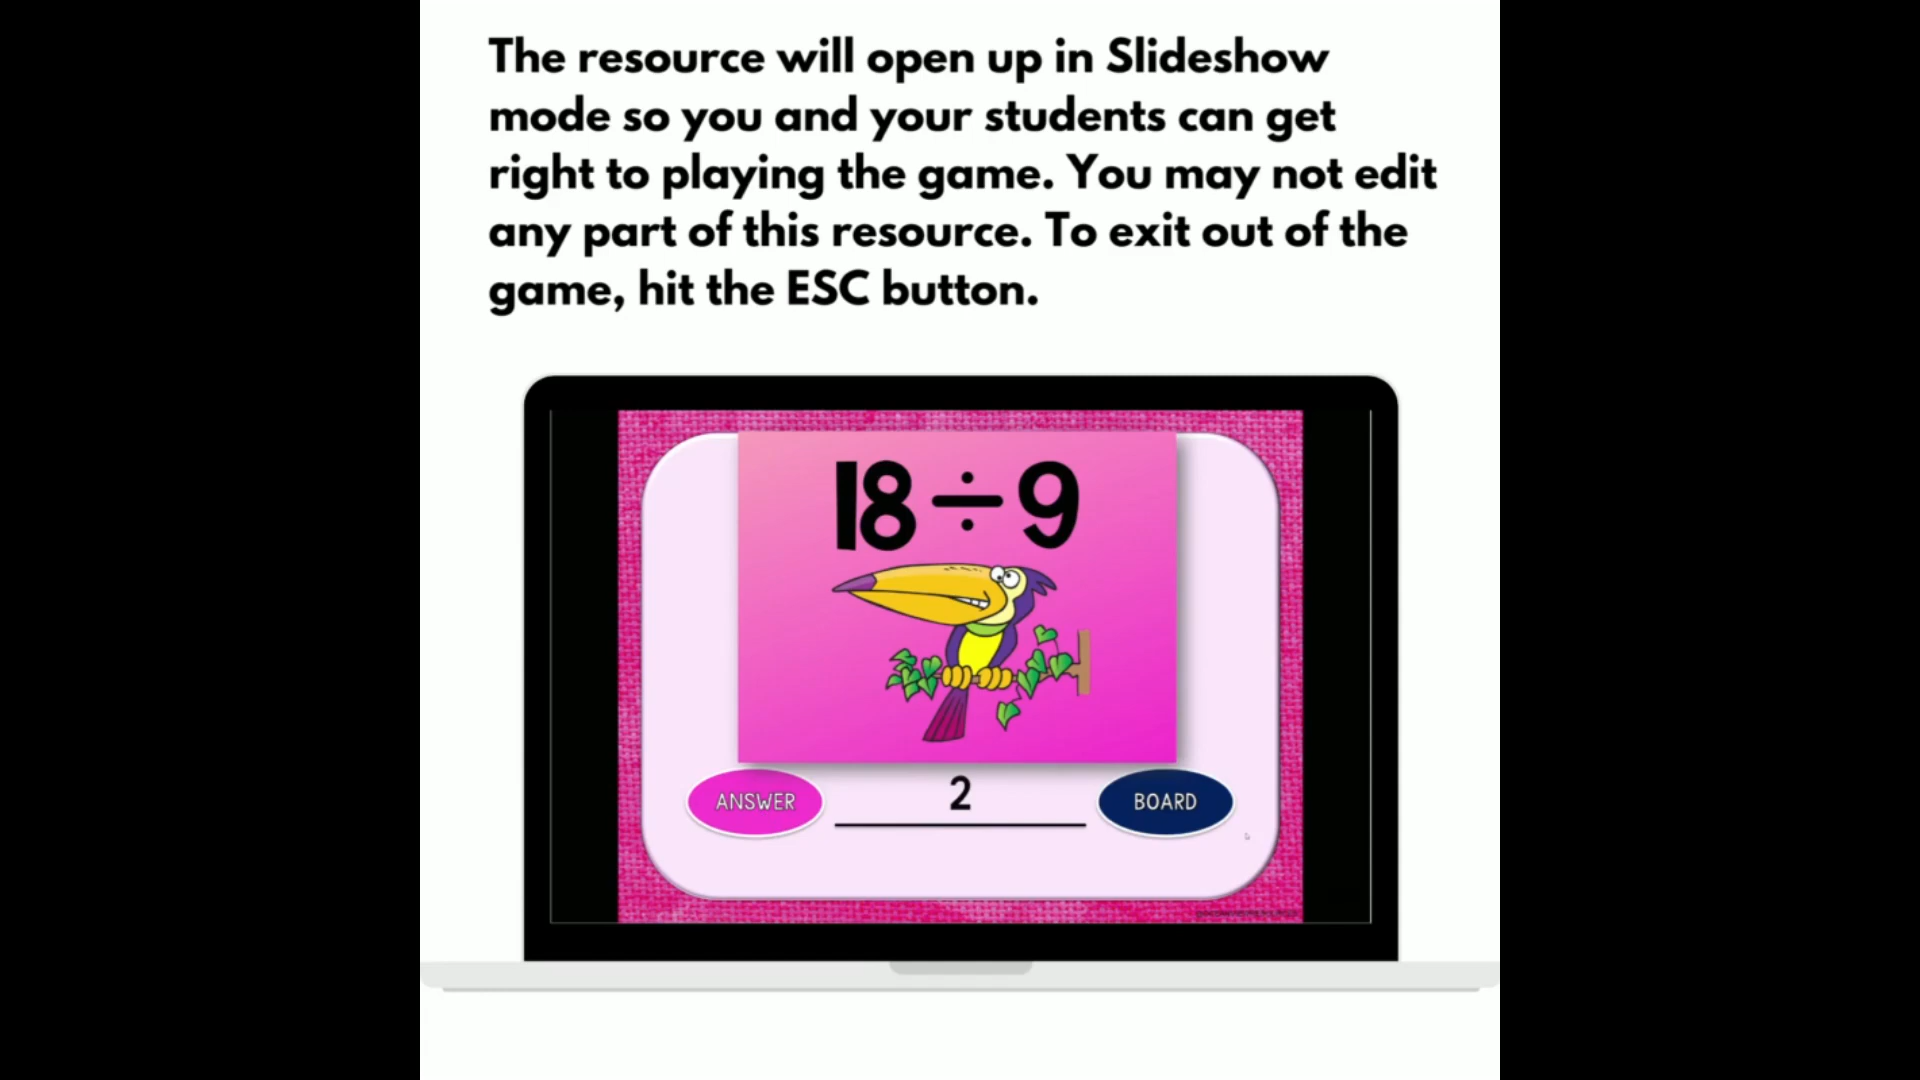 The resource will open up in Slideshow
mode so you and your students can get
right to playing the game. You may not edit
any part of this resource. To exit out of the
game, hit the ESC button.
18÷9
ANSWER
2
BOARD